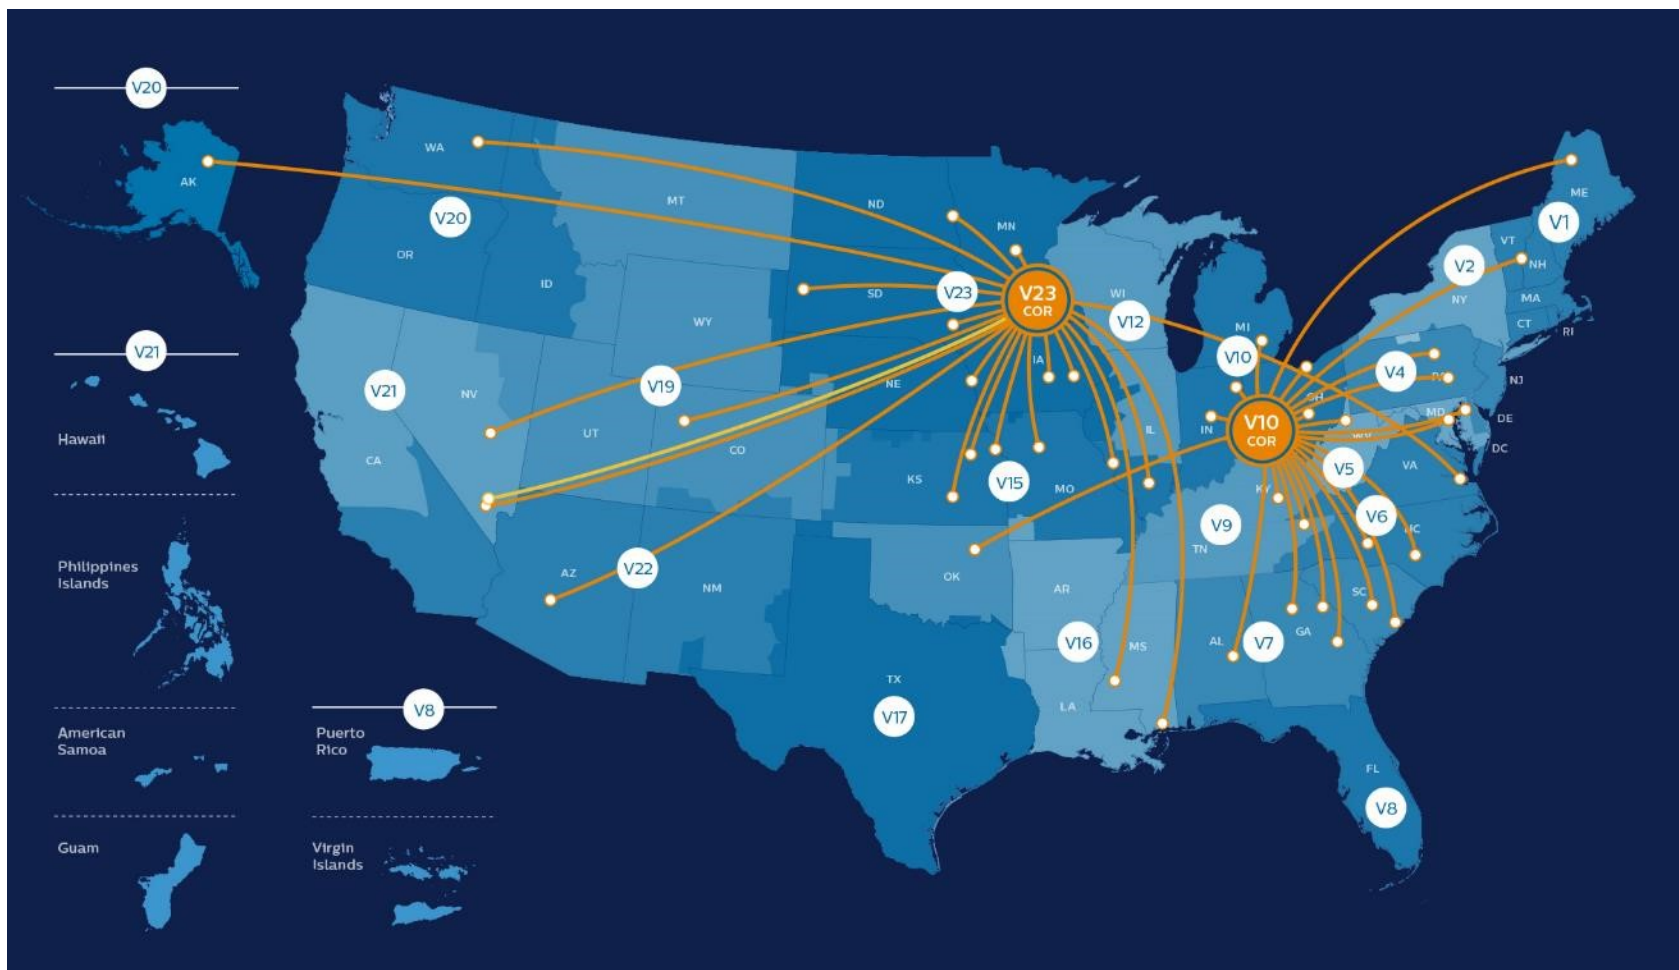 V20
AK
V21
Hawaii
Philippines
Islands
American
Samoa
Guam
V8
Puerto
Rico
Virgin
Islands
WA
OR
V20
ID
MT
WY
ND
SD
MN
V23
V23
COR
WI
V12
MI
V10
V10
COR
IA
NE
NV
V21
CA
UT
V19
CO
KS
V15
MO
IL
IN
OH
ME
V1
VT
NH
V2
NY
MA
CT
RI
V4
PA
NJ
MD
DE
DC
WV
VA
V5
KY
V6
NC
V9
TN
SC
AZ
V22
NM
OK
AR
V16
MS
LA
AL
V7
GA
TX
V17
FL
V8